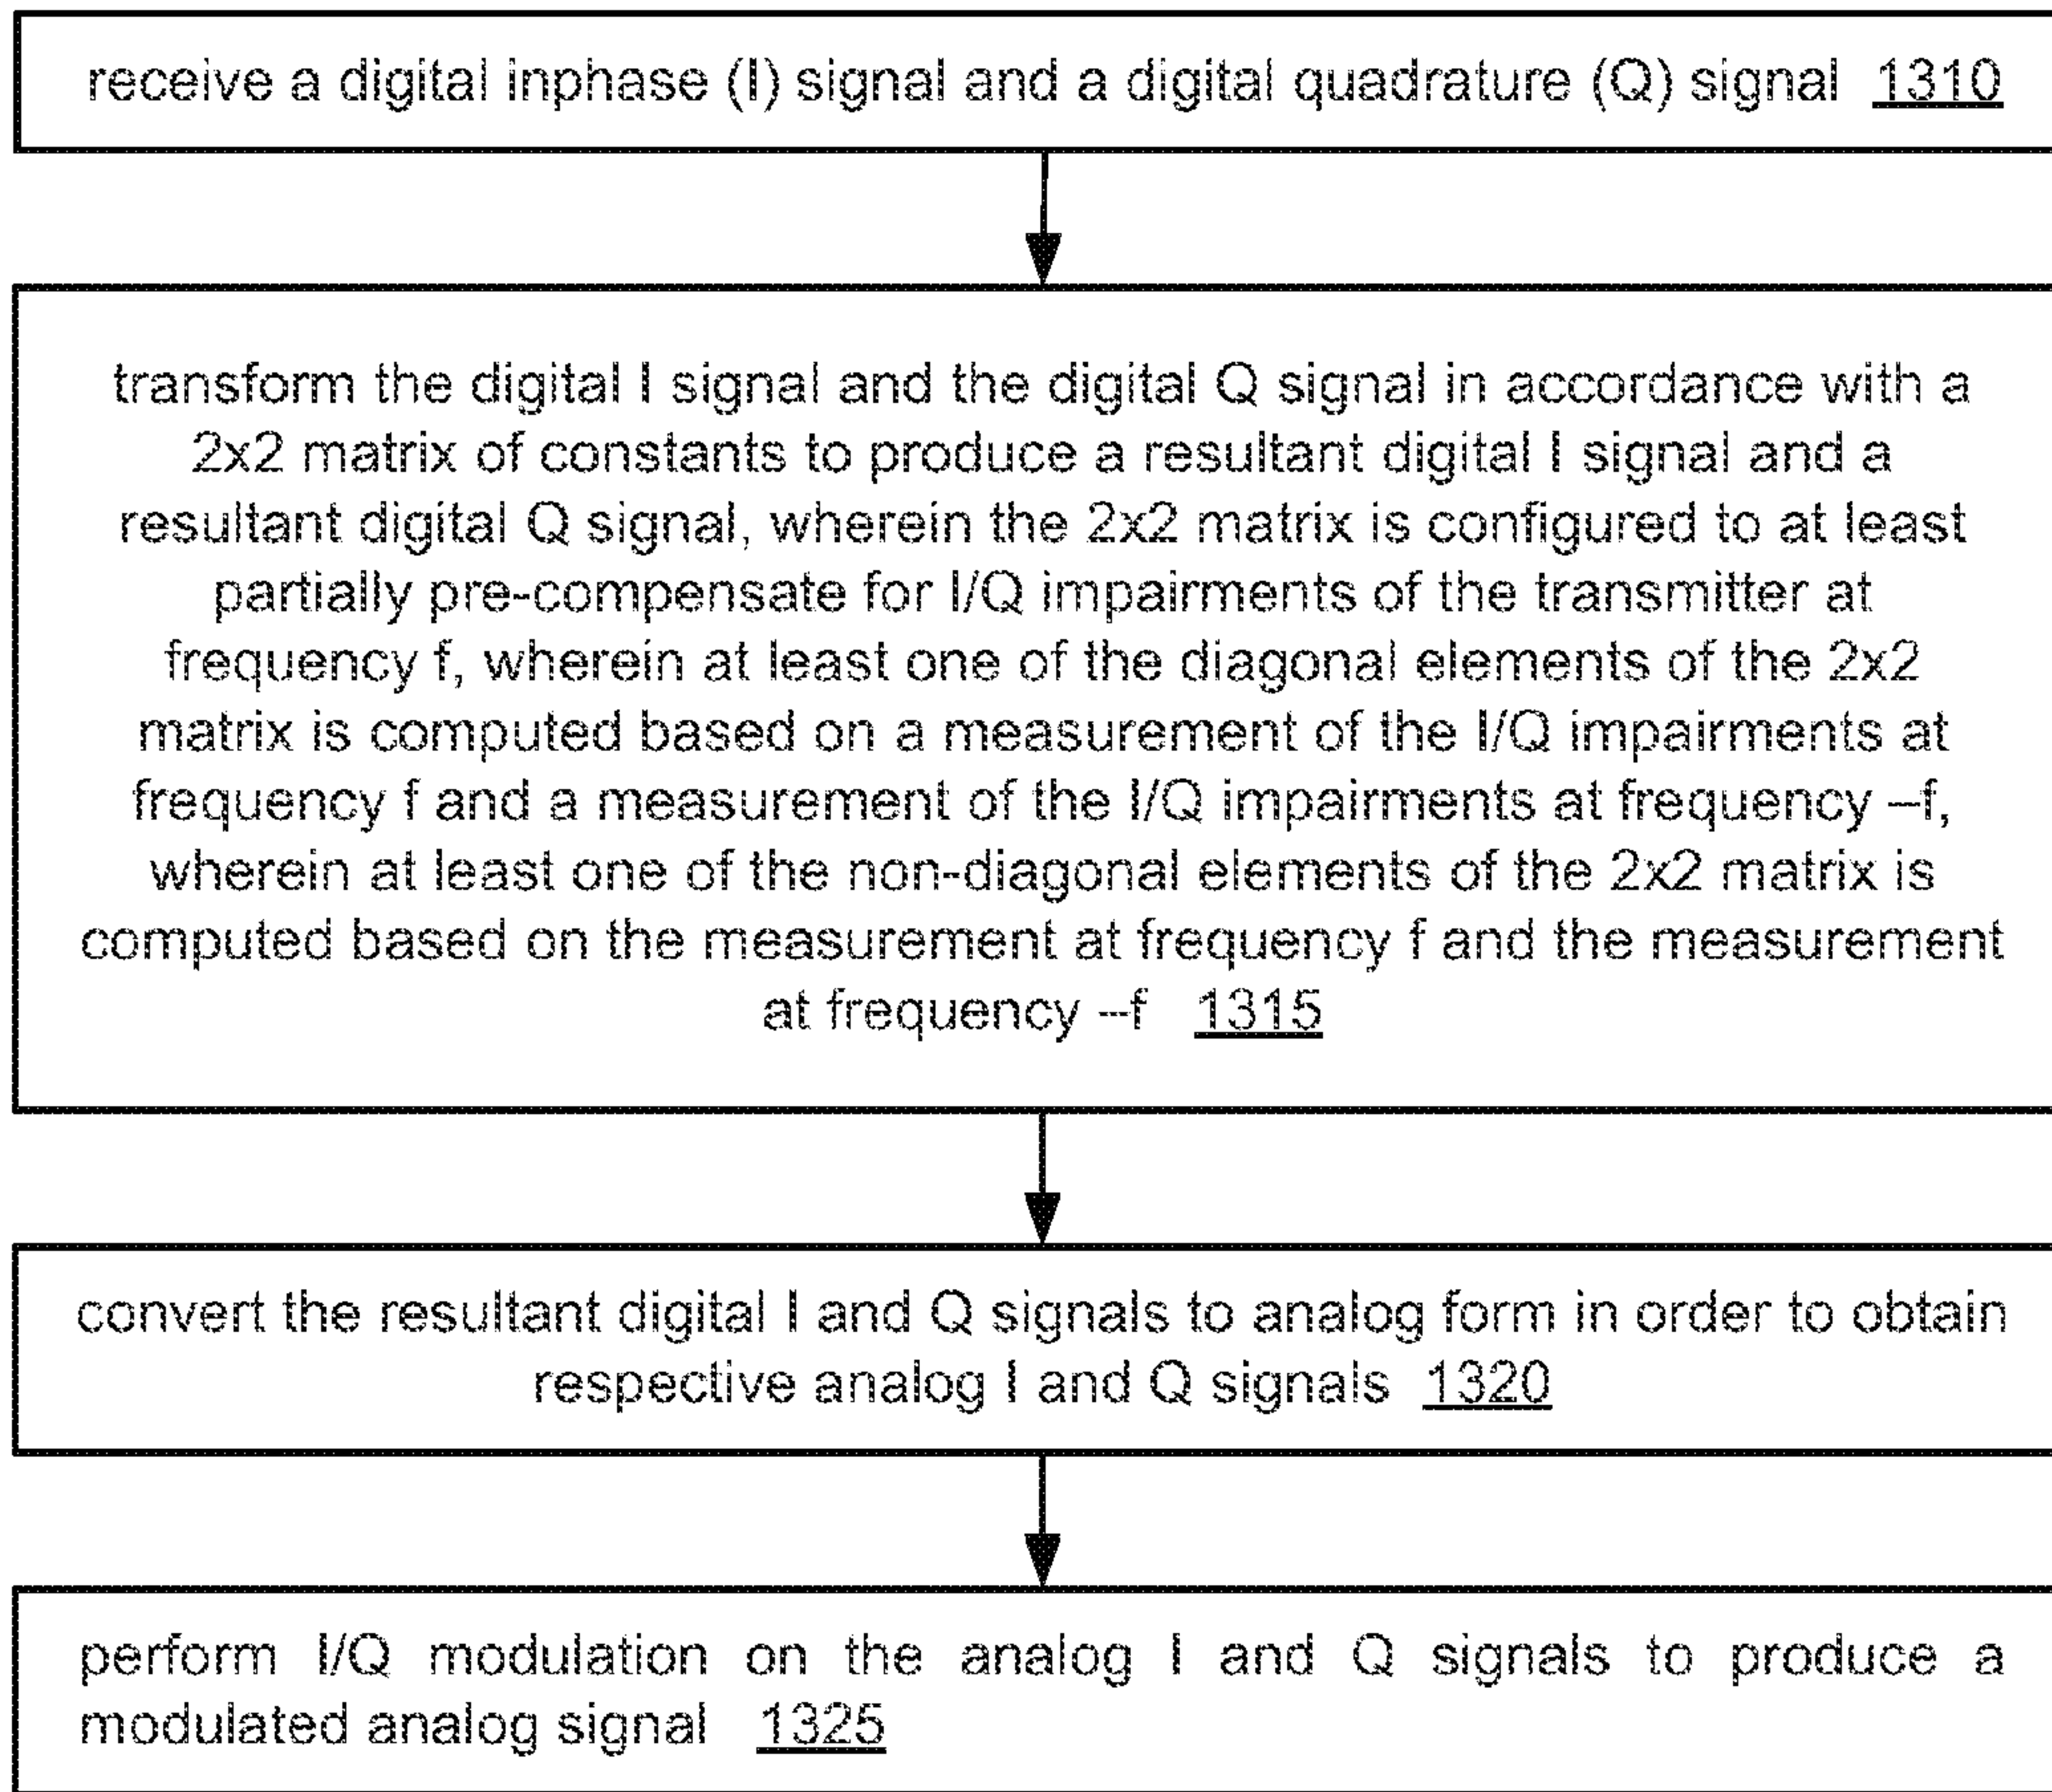 receive a digital inphase (I) signal and a digital quadrature (Q) signal 1310
transform the digital I signal and the digital Q signal in accordance with a
2x2 matrix of constants to produce a resultant digital I signal and a
resultant digital Q signal, wherein the 2x2 matrix is configured to at least
partially pre-compensate for I/Q impairments of the transmitter at
frequency f, wherein at least one of the diagonal elements of the 2x2
matrix is computed based on a measurement of the I/Q impairments at
frequency f and a measurement of the I/Q impairments at frequency –f,
wherein at least one of the non-diagonal elements of the 2x2 matrix is
computed based on the measurement at frequency f and the measurement
at frequency –f 1315
convert the resultant digital I and Q signals to analog form in order to obtain
respective analog I and Q signals 1320
perform I/Q modulation on the analog I and Q signals to produce a
modulated analog signal 1325